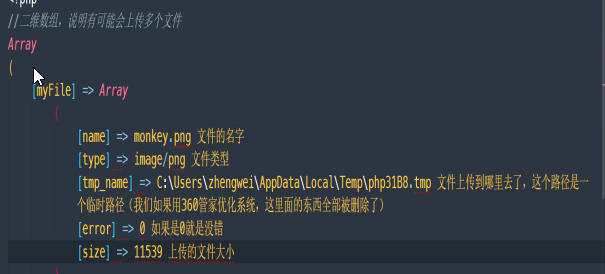 <?php
//二维数组，说明有可能会上传多个文件
Array
(
[myFile] => Array
(
[name] => monkey.png 文件的名字
[type] => image/png 文件类型
[tmp_name] => C:\Users\zhengwei\AppData\Local\Temp\php31B8.tmp 文件上传到哪里去了，这个路径是一
个临时路径（我们如果用360管家优化系统，这里面的东西全部被删除了）
[error] => 0 如果是0就是没错
[size] => 11539 上传的文件大小
)